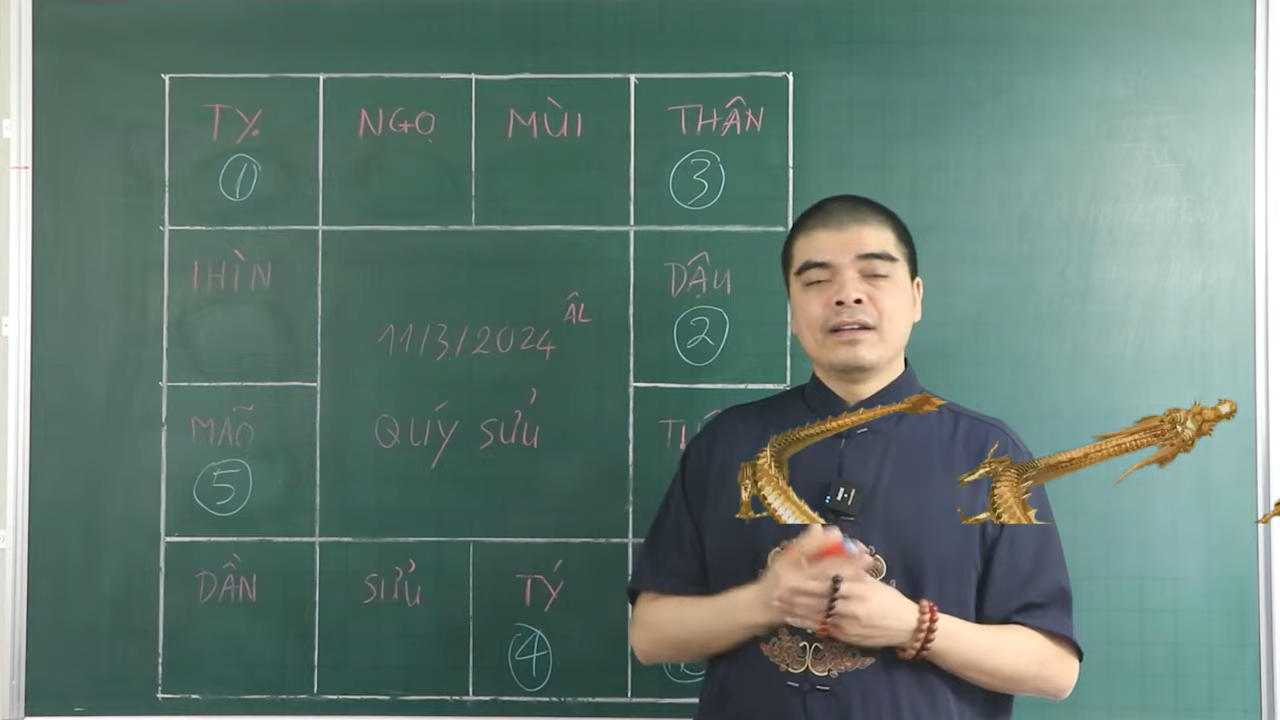 TỴ NGỌ MÙI THÂN
1 3
THÌN DẬU
ÂL
11/3/2024 2
MÃO QUÝ SỬU
5
DẦN SỬU TÝ
4